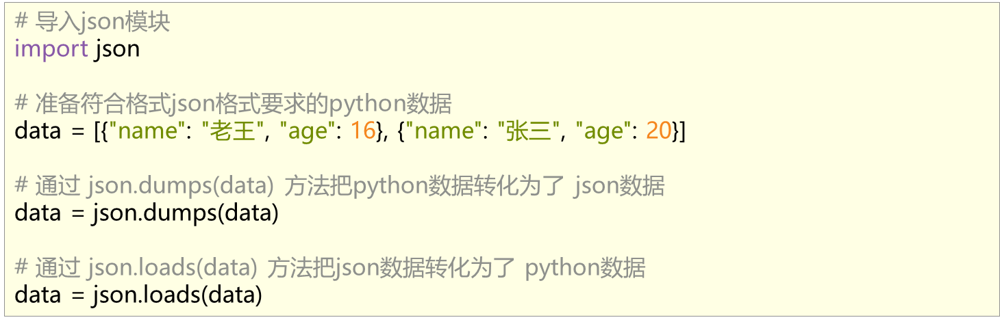 # 导入json模块
import json
# 准备符合格式json格式要求的python数据
data = [{"name": "老王", "age": 16}, {"name": "张三", "age": 20}]
# 通过 json.dumps(data) 方法把python数据转化为了 json数据
data = json.dumps(data)
# 通过 json.loads(data) 方法把json数据转化为了 python数据
data = json.loads(data)